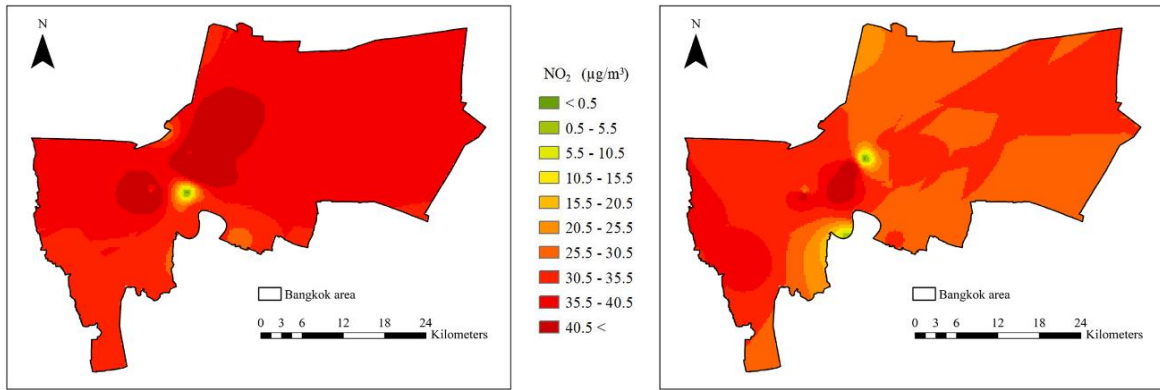 N
Bangkok area
0 3 6 12 18 24
Kilometers
NO₂ (µg/m³)
< 0.5
0.5 - 5.5
5.5 - 10.5
10.5 - 15.5
15.5 - 20.5
20.5 - 25.5
25.5 - 30.5
30.5 - 35.5
35.5 - 40.5
40.5 <
N
Bangkok area
0 3 6 12 18 24
Kilometers